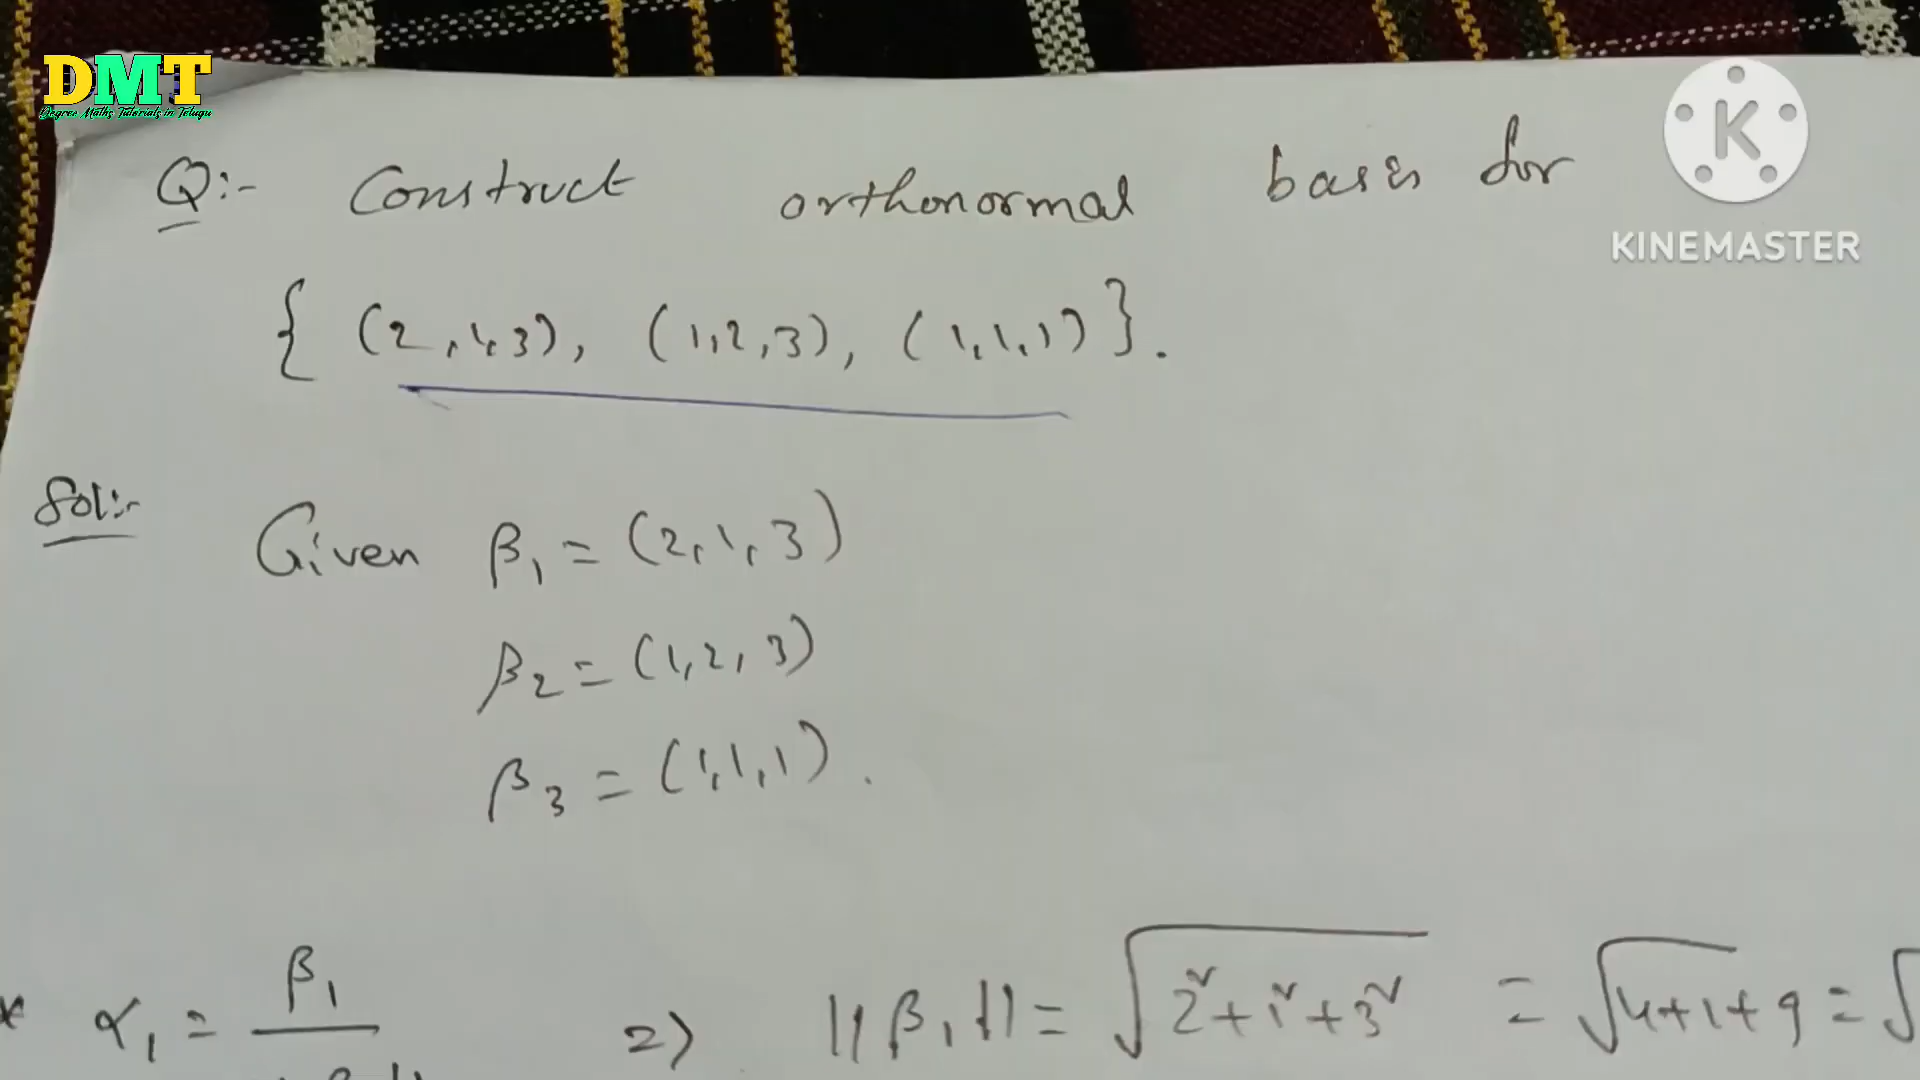 DMT
Degree Maths Tutorials in Telugu
KINEMASTER
Q:- Construct orthonormal basis for
{ (2,1,3), (1,2,3), (1,1,1) }.
Sol:- Given β₁ = (2,1,3)
β₂ = (1,2,3)
β₃ = (1,1,1).
* α₁ = β₁ 2) ||β₁|| = √2²+1²+3² = √4+1+9 = √